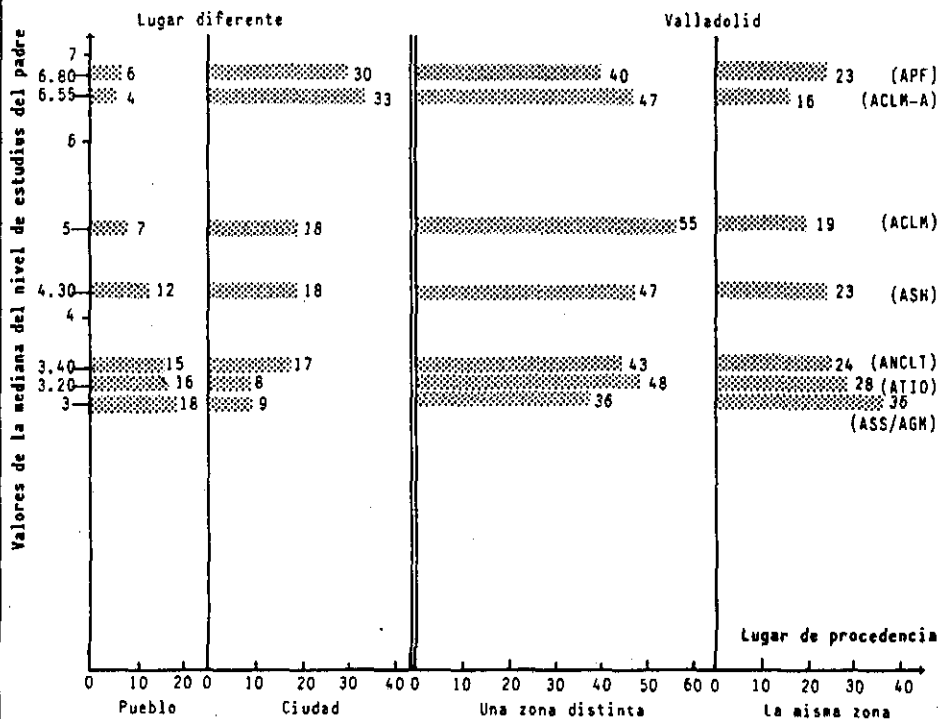 Lugar diferente Valladolid
Valores de la mediana del nivel de estudios del padre
7
6.80 6 30 40 23 (APF)
6.55 4 33 47 16 (ACLM-A)
6
5 7 18 55 19 (ACLM)
4.30 12 18 47 23 (ASH)
4
3.40 15 17 43 24 (ANCLT)
3.20 16 8 48 28 (ATIO)
3 18 9 36 36
(ASS/AGM)
Lugar de procedencia
0 10 20 0 10 20 30 40 0 10 20 30 40 50 60 0 10 20 30 40
Pueblo Ciudad Una zona distinta La misma zona